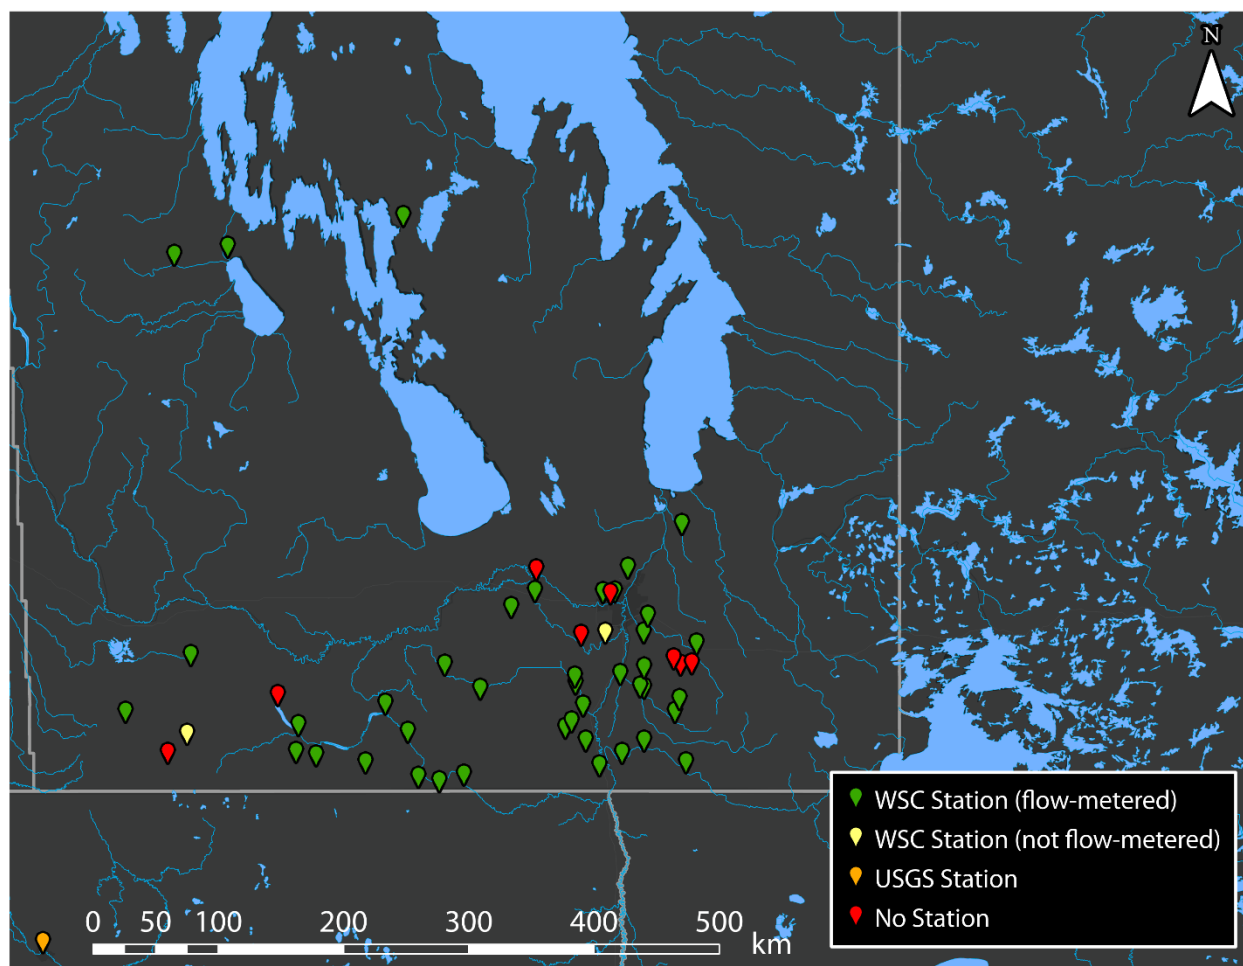 N
WSC Station (flow-metered)
WSC Station (not flow-metered)
USGS Station
No Station
0 50 100 200 300 400 500
km